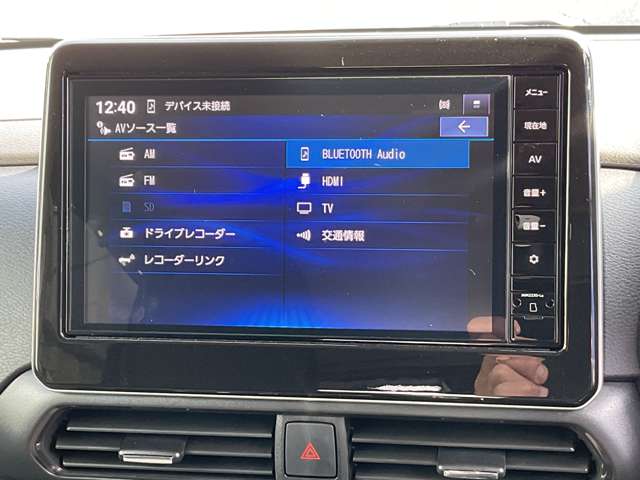 12:40 デバイス未接続
AVソース一覧
AM
FM
SD
ドライブレコーダー
レコーダーリンク
BLUETOOTH Audio
HDMI
TV
交通情報
メニュー
現在地
AV
音量+
音量-